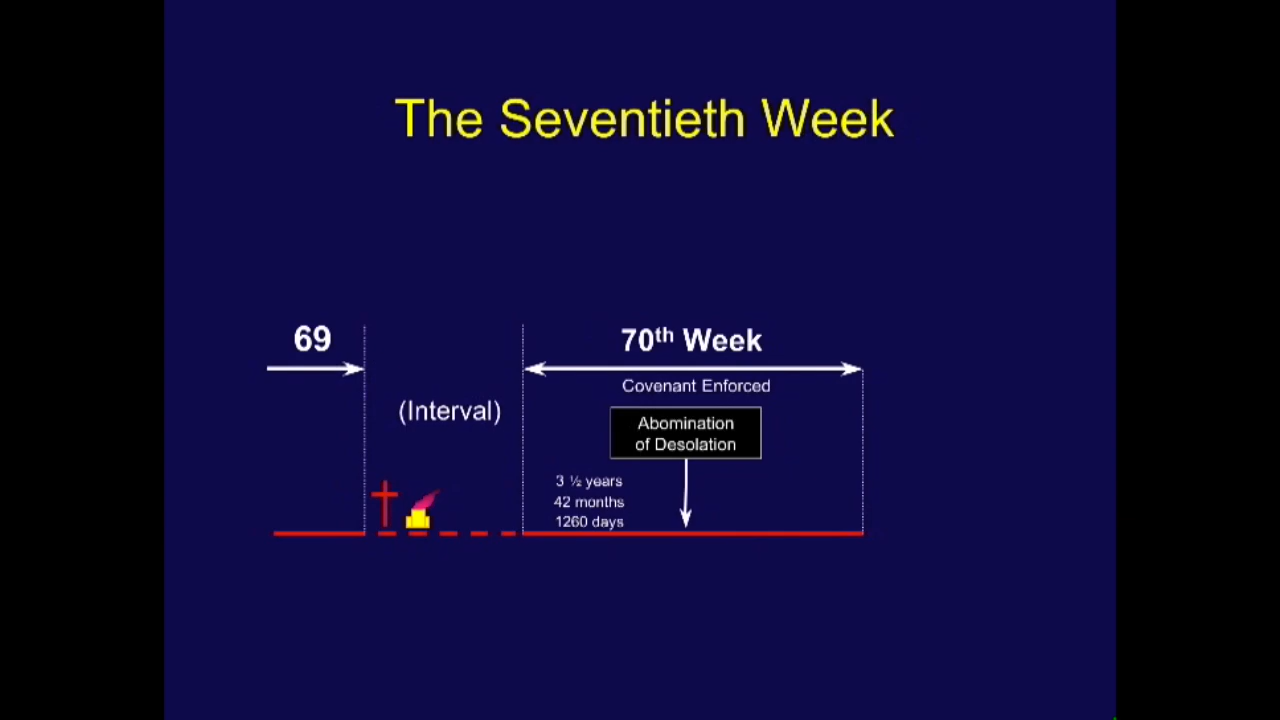 The Seventieth Week
69
70th Week
Covenant Enforced
(Interval)
Abomination
of Desolation
3 ½ years
42 months
1260 days